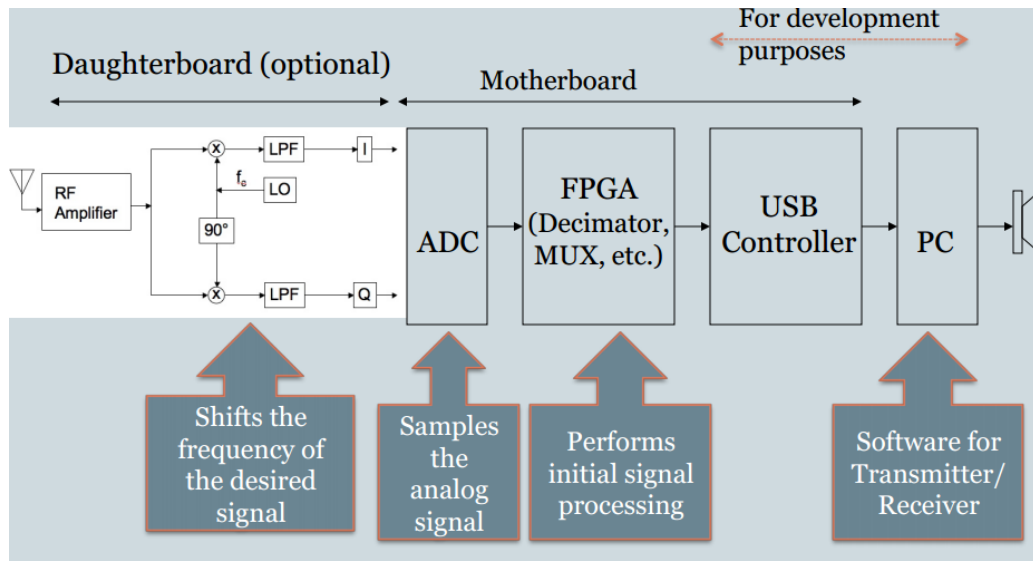 For development
purposes
Daughterboard (optional)
Motherboard
RF
Amplifier
X
LPF
I
fc
LO
90°
X
LPF
Q
ADC
FPGA
(Decimator,
MUX, etc.)
USB
Controller
PC
Shifts the
frequency of
the desired
signal
Samples
the
analog
signal
Performs
initial signal
processing
Software for
Transmitter/
Receiver